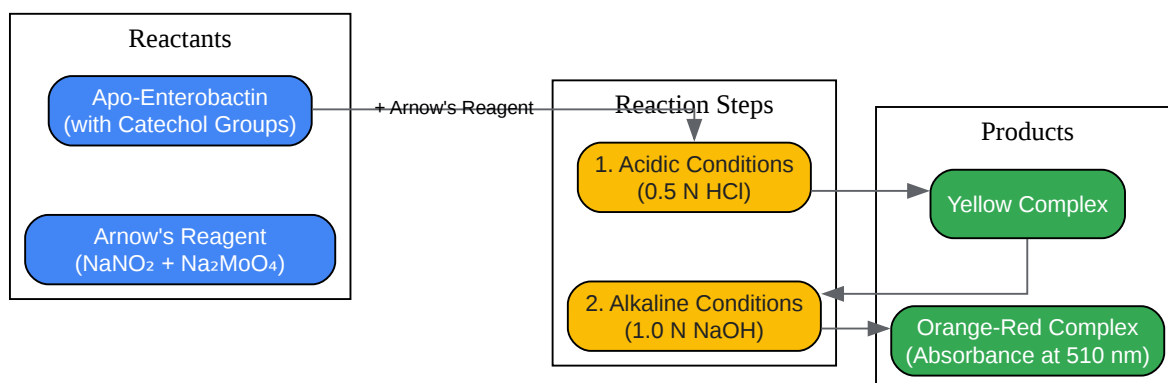 Reactants
Apo-Enterobactin
(with Catechol Groups)
Arnow's Reagent
(NaNO₂ + Na₂MoO₄)
+ Arnow's Reagent
Reaction Steps
1. Acidic Conditions
(0.5 N HCl)
2. Alkaline Conditions
(1.0 N NaOH)
Products
Yellow Complex
Orange-Red Complex
(Absorbance at 510 nm)